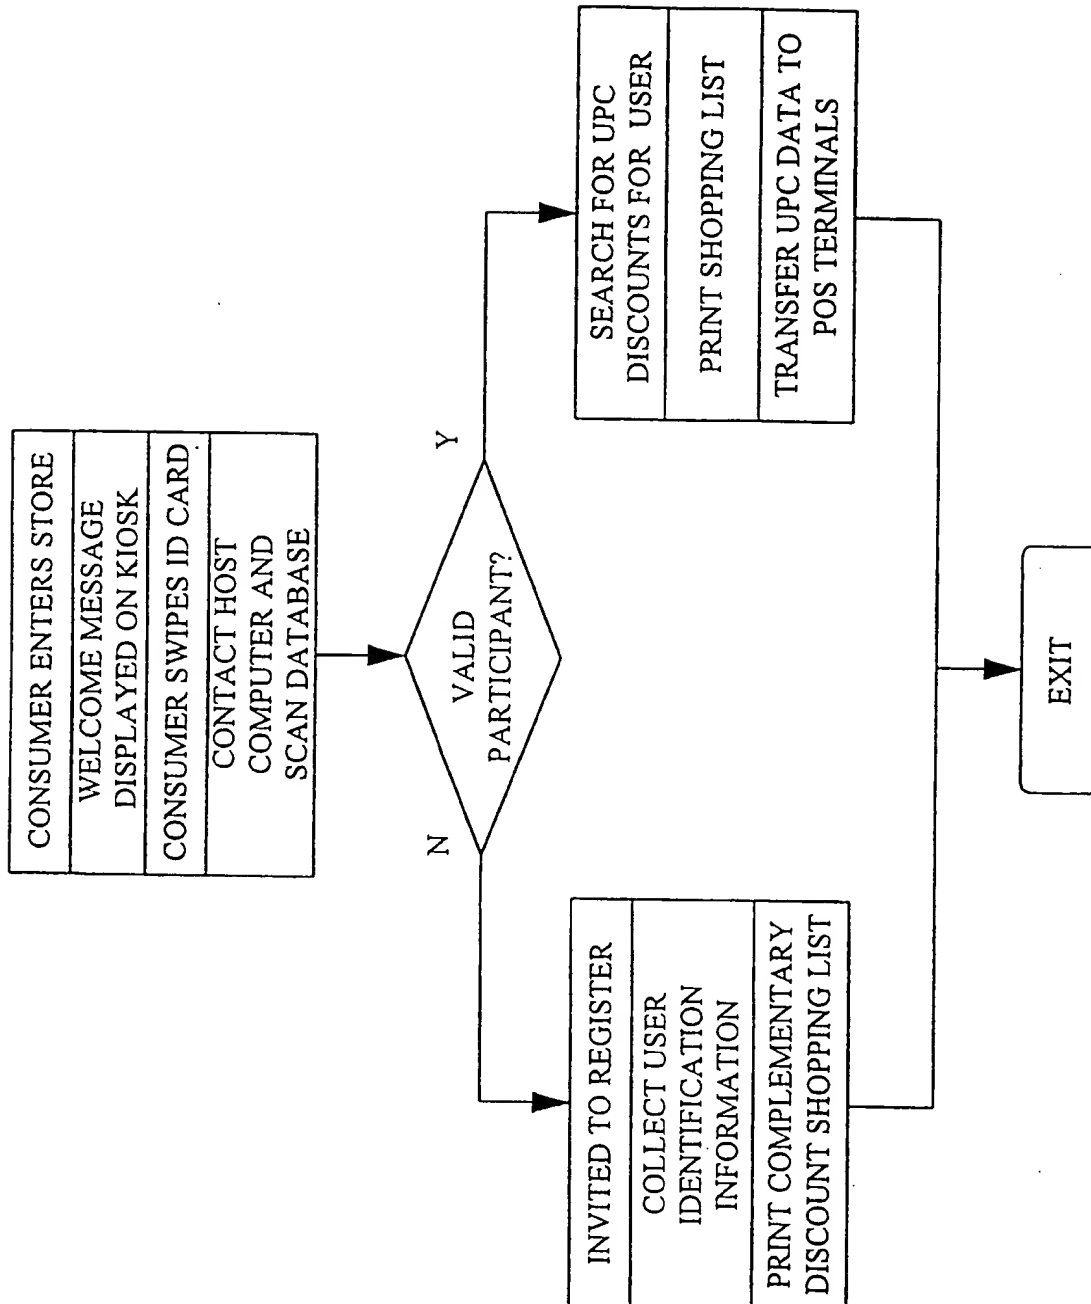 CONSUMER ENTERS STORE
WELCOME MESSAGE
DISPLAYED ON KIOSK
CONSUMER SWIPES ID CARD
CONTACT HOST
COMPUTER AND
SCAN DATABASE
VALID
PARTICIPANT?
N
Y
INVITED TO REGISTER
COLLECT USER
IDENTIFICATION
INFORMATION
PRINT COMPLEMENTARY
DISCOUNT SHOPPING LIST
SEARCH FOR UPC
DISCOUNTS FOR USER
PRINT SHOPPING LIST
TRANSFER UPC DATA TO
POS TERMINALS
EXIT